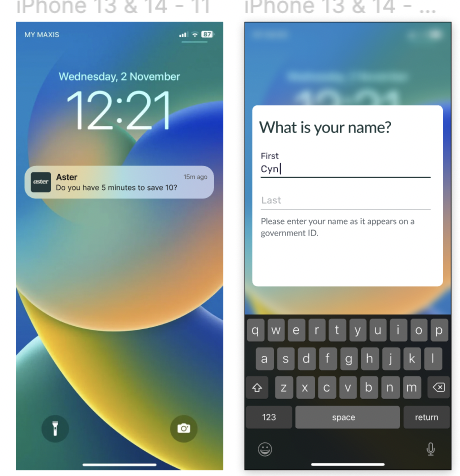 iPhone 13 & 14 - 11
iPhone 13 & 14 - ...
MY MAXIS
87
Wednesday, 2 November
12:21
aster
Aster
15m ago
Do you have 5 minutes to save 10?
What is your name?
First
Cyn
Last
Please enter your name as it appears on a
government ID.
q w e r t y u i o p
a s d f g h j k l
z x c v b n m
123 space return